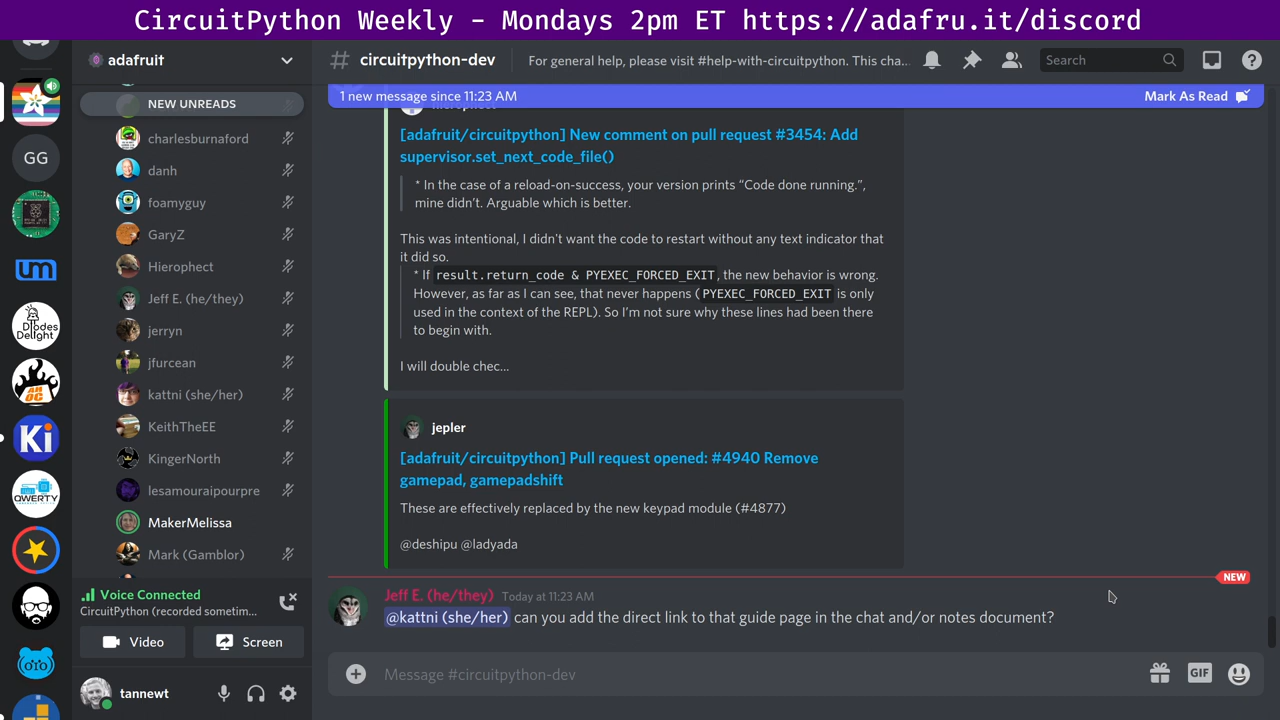 CircuitPython Weekly - Mondays 2pm ET https://adafru.it/discord
adafruit
NEW UNREADS
charlesburnaford
danh
foamyguy
GaryZ
Hierophect
Jeff E. (he/they)
jerryn
jfurcean
kattni (she/her)
KeithTheEE
KingerNorth
lesamouraipourpre
MakerMelissa
Mark (Gamblor)
Voice Connected
CircuitPython (recorded sometim...
Video
Screen
tannewt
GG
um
Diodes
Delight
AHOC
Ki
QWERTY
# circuitpython-dev
For general help, please visit #help-with-circuitpython. This cha...
Search
1 new message since 11:23 AM
Mark As Read
[adafruit/circuitpython] New comment on pull request #3454: Add
supervisor.set_next_code_file()
* In the case of a reload-on-success, your version prints “Code done running.”,
mine didn’t. Arguable which is better.
This was intentional, I didn't want the code to restart without any text indicator that
it did so.
* If result.return_code & PYEXEC_FORCED_EXIT, the new behavior is wrong.
However, as far as I can see, that never happens (PYEXEC_FORCED_EXIT is only
used in the context of the REPL). So I’m not sure why these lines had been there
to begin with.
I will double chec...
jepler
[adafruit/circuitpython] Pull request opened: #4940 Remove
gamepad, gamepadshift
These are effectively replaced by the new keypad module (#4877)
@deshipu @ladyada
NEW
Jeff E. (he/they) Today at 11:23 AM
@kattni (she/her) can you add the direct link to that guide page in the chat and/or notes document?
Message #circuitpython-dev
GIF